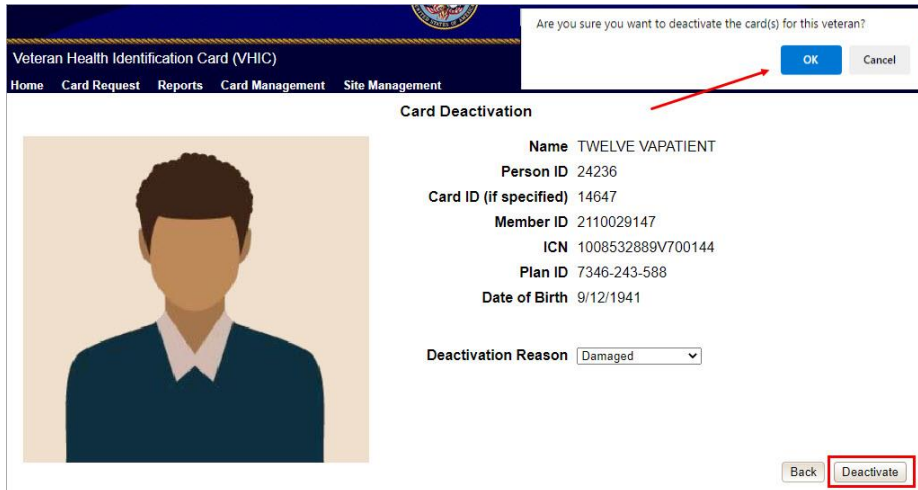 Are you sure you want to deactivate the card(s) for this veteran?
OK Cancel
Veteran Health Identification Card (VHIC)
Home Card Request Reports Card Management Site Management
Card Deactivation
Name TWELVE VAPATIENT
Person ID 24236
Card ID (if specified) 14647
Member ID 2110029147
ICN 1008532889V700144
Plan ID 7346-243-588
Date of Birth 9/12/1941
Deactivation Reason Damaged
Back Deactivate